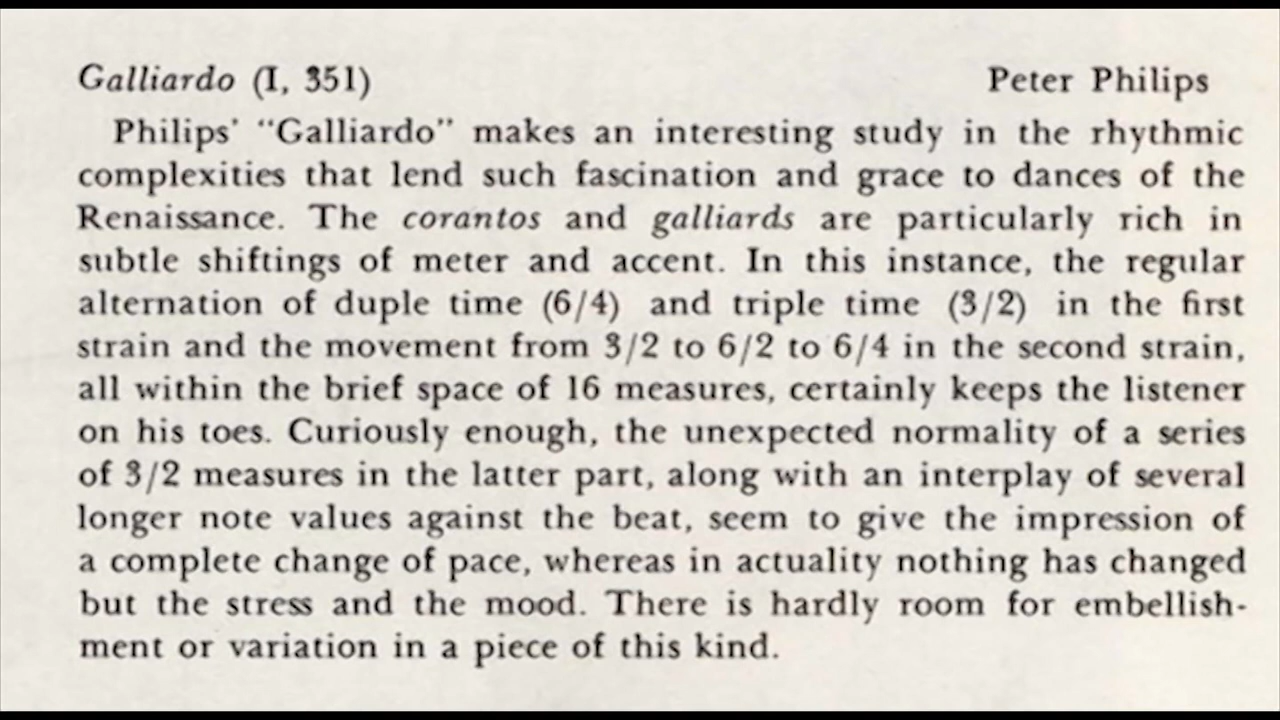 Galliardo (I, 351) Peter Philips
Philips' "Galliardo" makes an interesting study in the rhythmic
complexities that lend such fascination and grace to dances of the
Renaissance. The corantos and galliards are particularly rich in
subtle shiftings of meter and accent. In this instance, the regular
alternation of duple time (6/4) and triple time (3/2) in the first
strain and the movement from 3/2 to 6/2 to 6/4 in the second strain,
all within the brief space of 16 measures, certainly keeps the listener
on his toes. Curiously enough, the unexpected normality of a series
of 3/2 measures in the latter part, along with an interplay of several
longer note values against the beat, seem to give the impression of
a complete change of pace, whereas in actuality nothing has changed
but the stress and the mood. There is hardly room for embellish-
ment or variation in a piece of this kind.